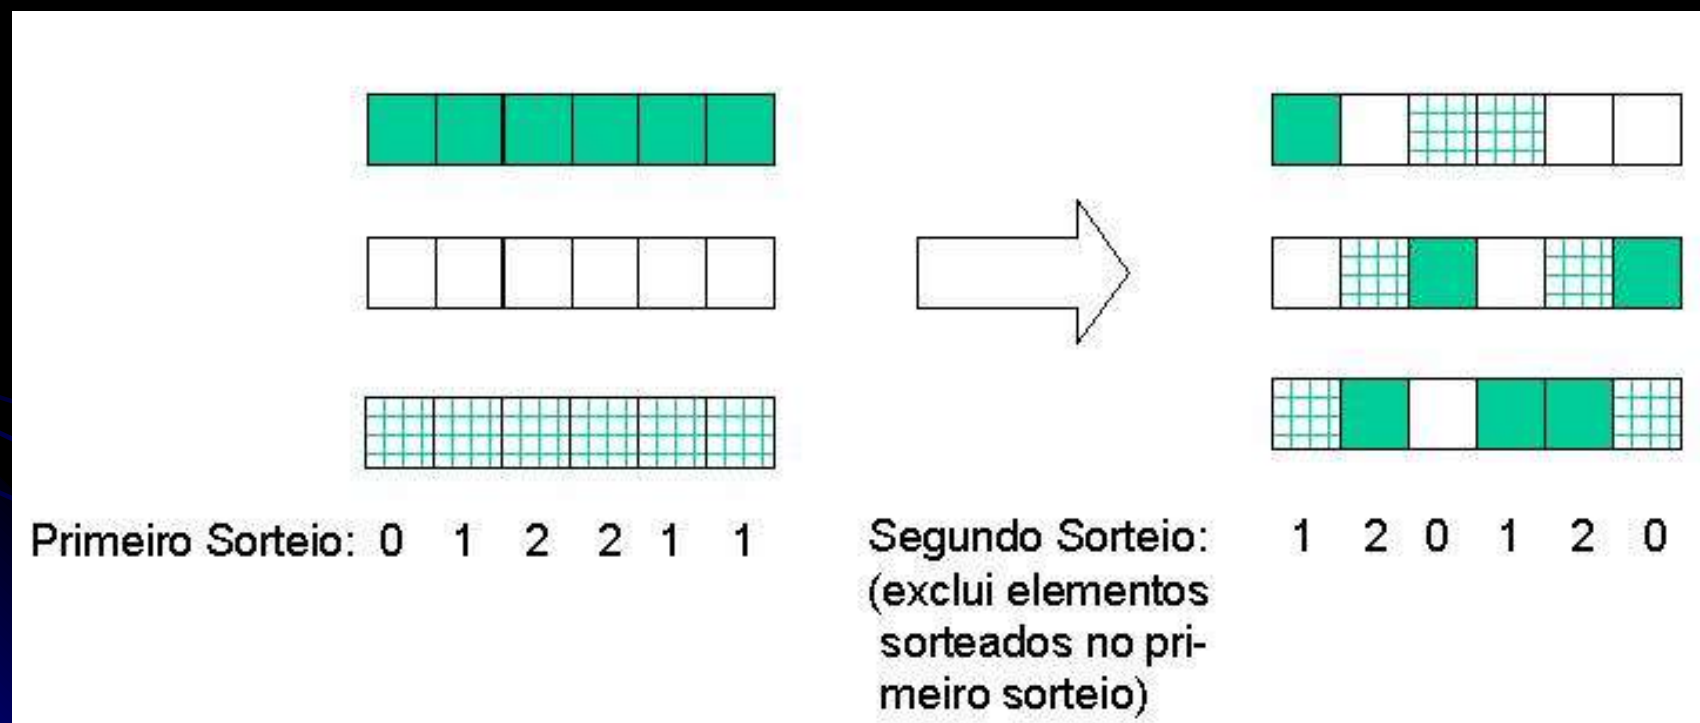 Primeiro Sorteio: 0 1 2 2 1 1
Segundo Sorteio: 1 2 0 1 2 0
(exclui elementos
sorteados no pri-
meiro sorteio)